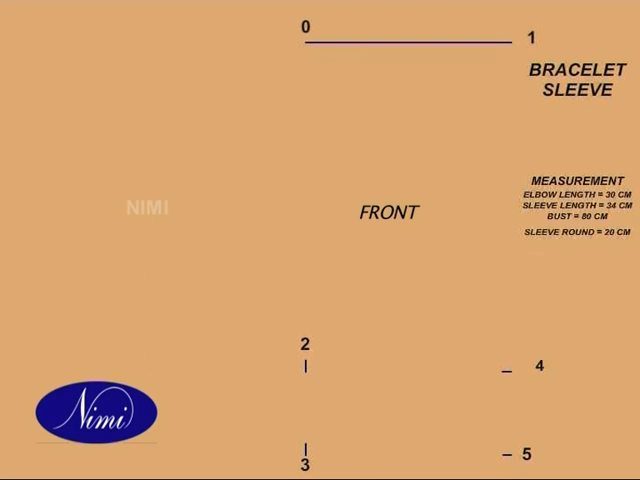 0
1
BRACELET
SLEEVE
MEASUREMENT
ELBOW LENGTH = 30 CM
SLEEVE LENGTH = 34 CM
BUST = 80 CM
SLEEVE ROUND = 20 CM
NIMI
FRONT
2
4
Nimi
3
5